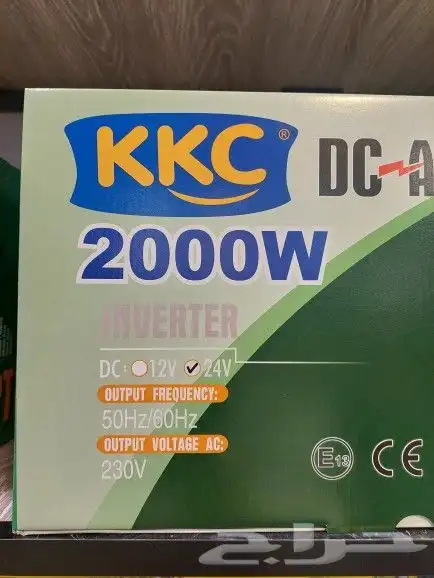 KKC®
DC-A
2000W
INVERTER
DC: 12V 24V
OUTPUT FREQUENCY:
50Hz/60Hz
OUTPUT VOLTAGE AC:
230V
E13 CE
حراج